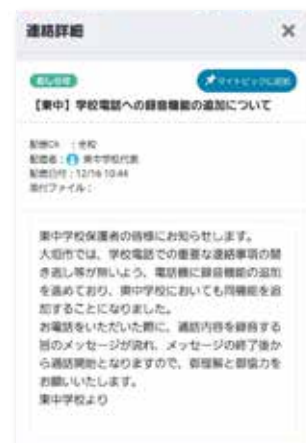 連絡詳細 ×
おしらせ
マイトピックに追加
【東中】学校電話への録音機能の追加について
配信Ch ：全校
配信者： 東中学校代表
配信日付：12/16 10:44
添付ファイル：
東中学校保護者の皆様にお知らせします。
大垣市では、学校電話での重要な連絡事項の聞
き逃し等が無いよう、電話機に録音機能の追加
を進めており、東中学校においても同機能を追
加することになりました。
お電話をいただいた際に、通話内容を録音する
旨のメッセージが流れ、メッセージの終了後か
ら通話開始となりますので、御理解と御協力を
お願いいたします。
東中学校より